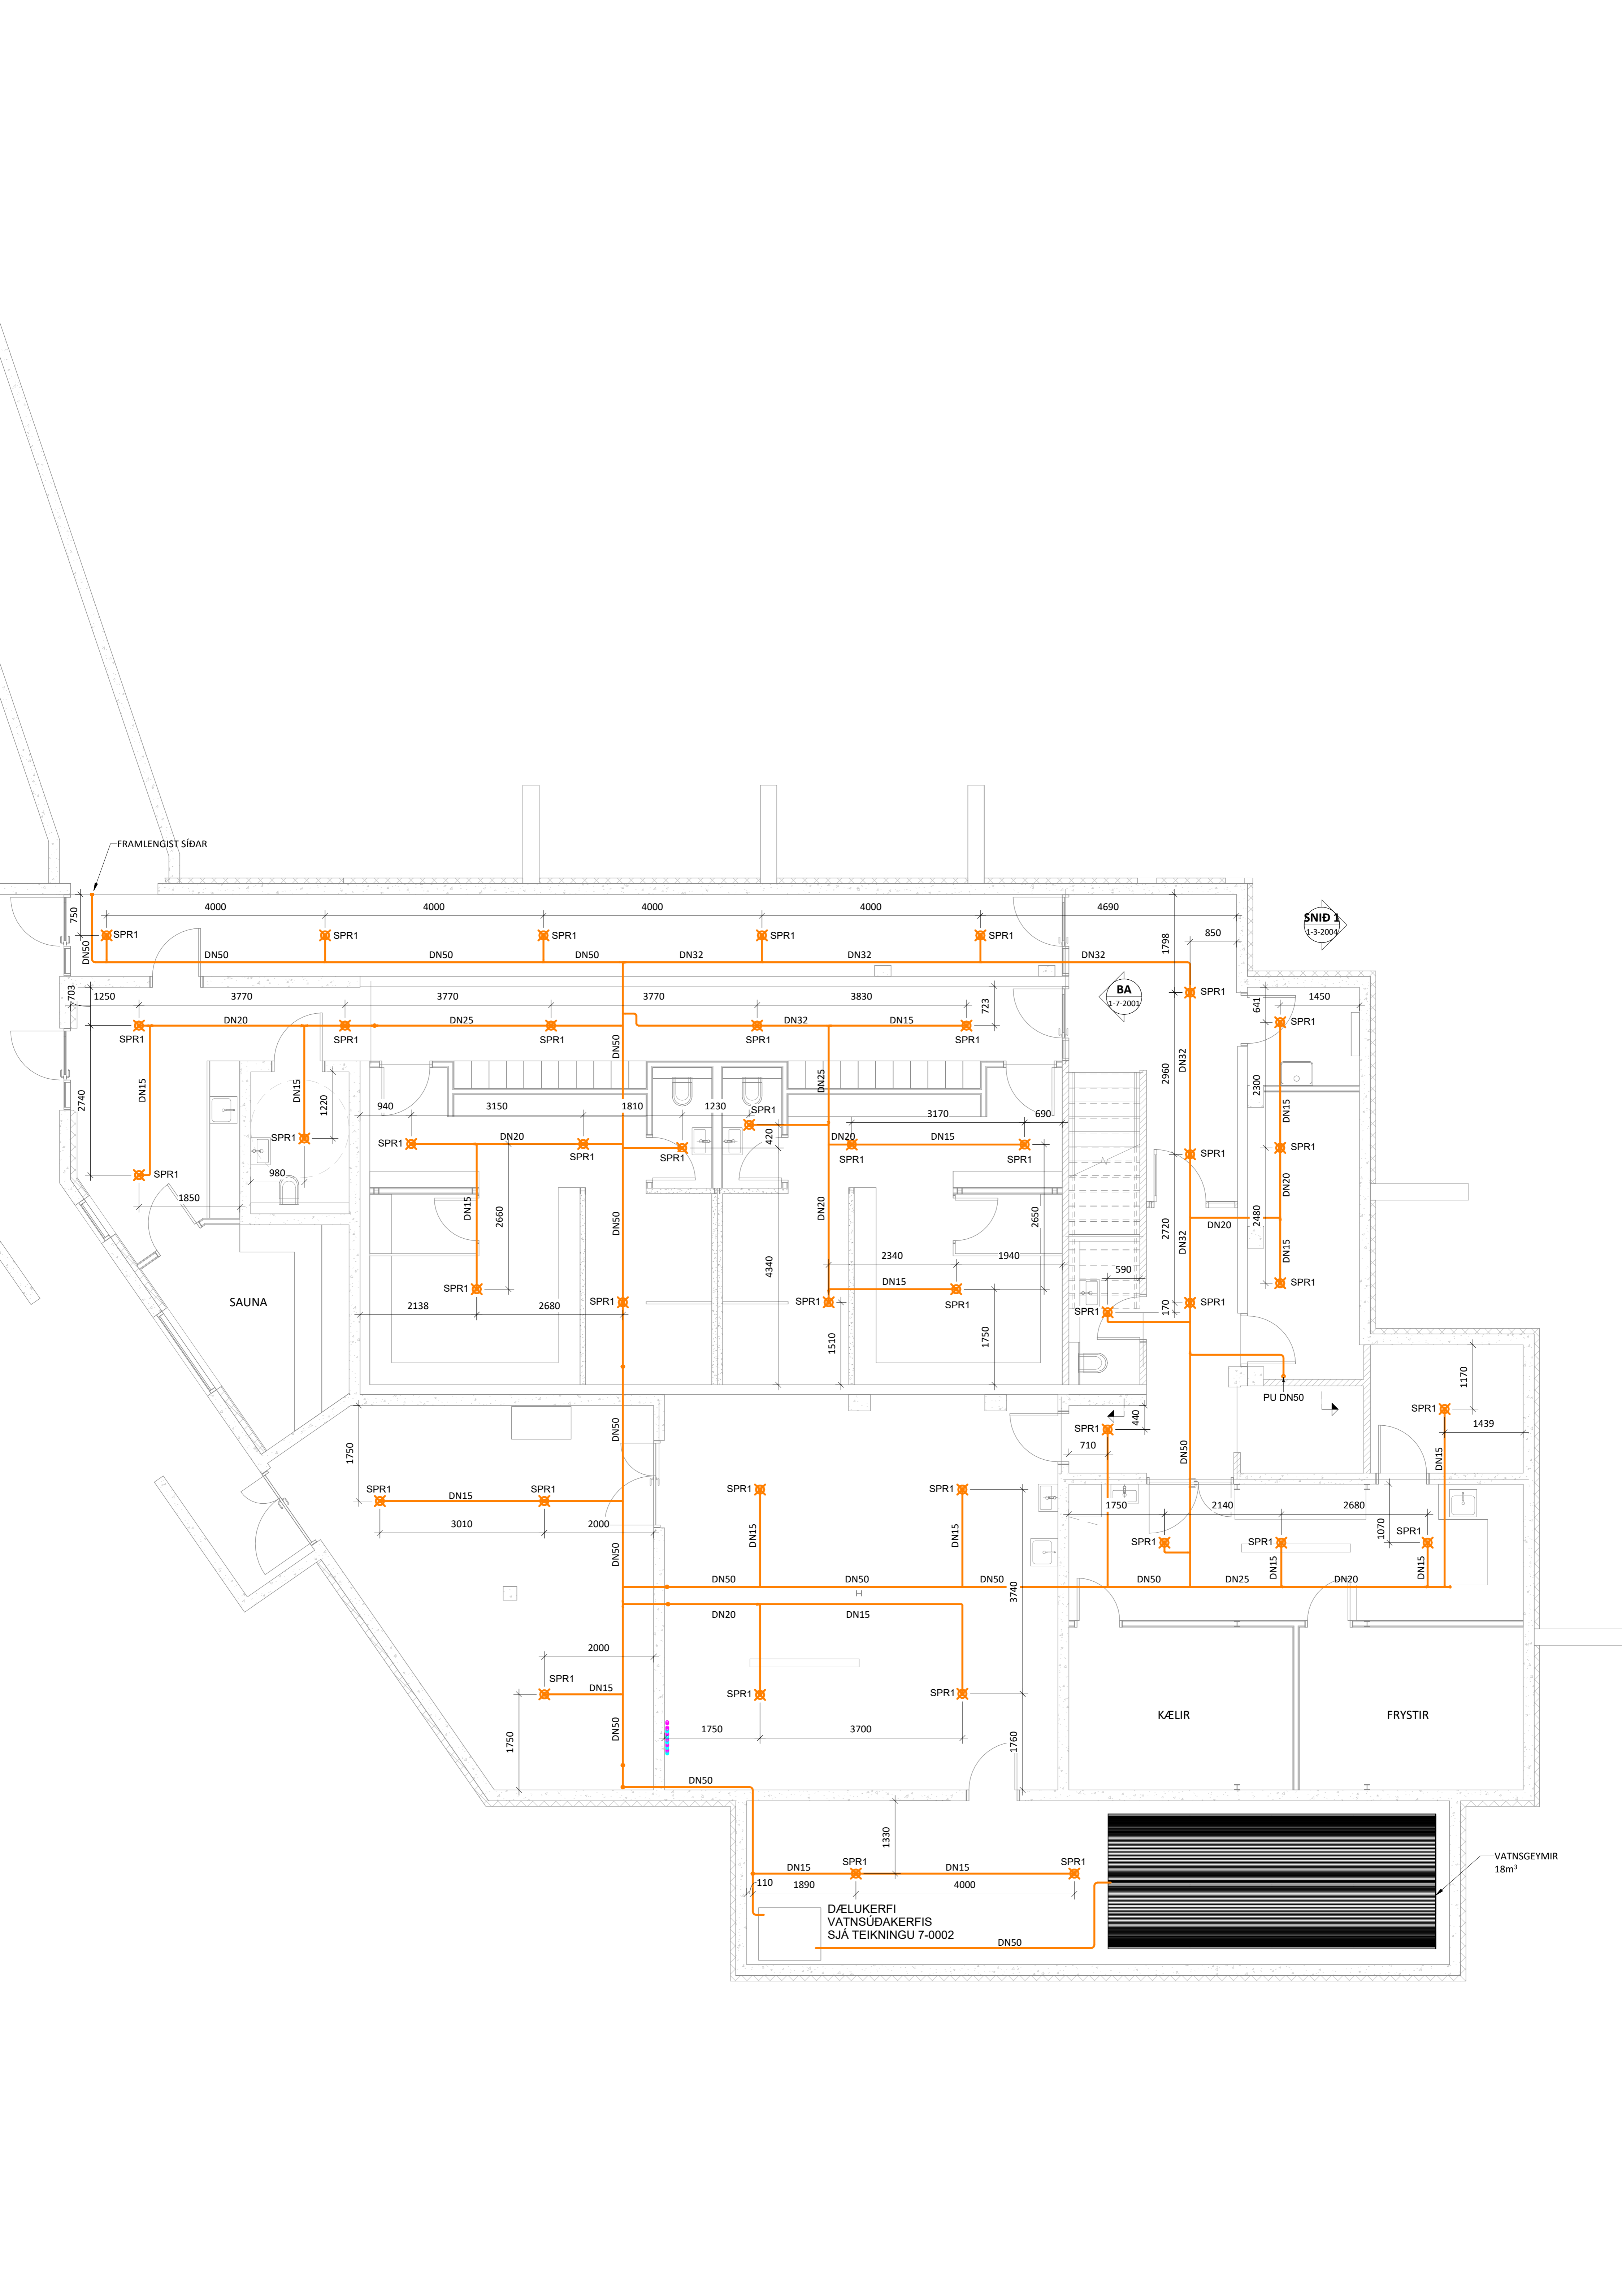 FRAMLENGIST SÍÐAR
4000
4000
4000
4000
4690
750
SPR1
SPR1
SPR1
SPR1
SPR1
1798
850
SNIÐ 1
1-3-2004
DN50
DN50
DN50
DN50
DN32
DN32
DN32
703
1250
3770
3770
3770
3830
723
BA
1-7-2001
SPR1
641
1450
SPR1
DN20
DN25
DN32
DN15
SPR1
SPR1
SPR1
SPR1
SPR1
DN50
DN32
2960
2740
DN15
DN15
1220
DN25
2300
DN15
940
3150
1810
1230
SPR1
3170
690
SPR1
SPR1
DN20
SPR1
SPR1
420
DN20
SPR1
DN15
SPR1
SPR1
SPR1
SPR1
980
1850
DN15
2660
DN50
DN20
2650
DN20
2480
DN20
2720
DN32
DN15
4340
2340
1940
590
SPR1
DN15
SPR1
SAUNA
2138
2680
SPR1
SPR1
SPR1
SPR1
170
SPR1
1510
1750
1170
PU DN50
SPR1
1439
440
SPR1
710
DN50
1750
DN50
DN50
DN15
SPR1
SPR1
DN15
SPR1
SPR1
3010
2000
1750
2140
2680
1070
DN15
DN15
SPR1
SPR1
SPR1
DN50
DN15
DN15
DN50
DN50
DN50
DN50
DN25
DN20
3740
DN20
DN15
2000
SPR1
DN15
SPR1
SPR1
KÆLIR
FRYSTIR
1750
DN50
1750
3700
1760
DN50
1330
DN15
SPR1
DN15
SPR1
110
1890
4000
VATNSGEYMIR
18m³
DÆLUKERFI
VATNSÚÐAKERFIS
SJÁ TEIKNINGU 7-0002
DN50